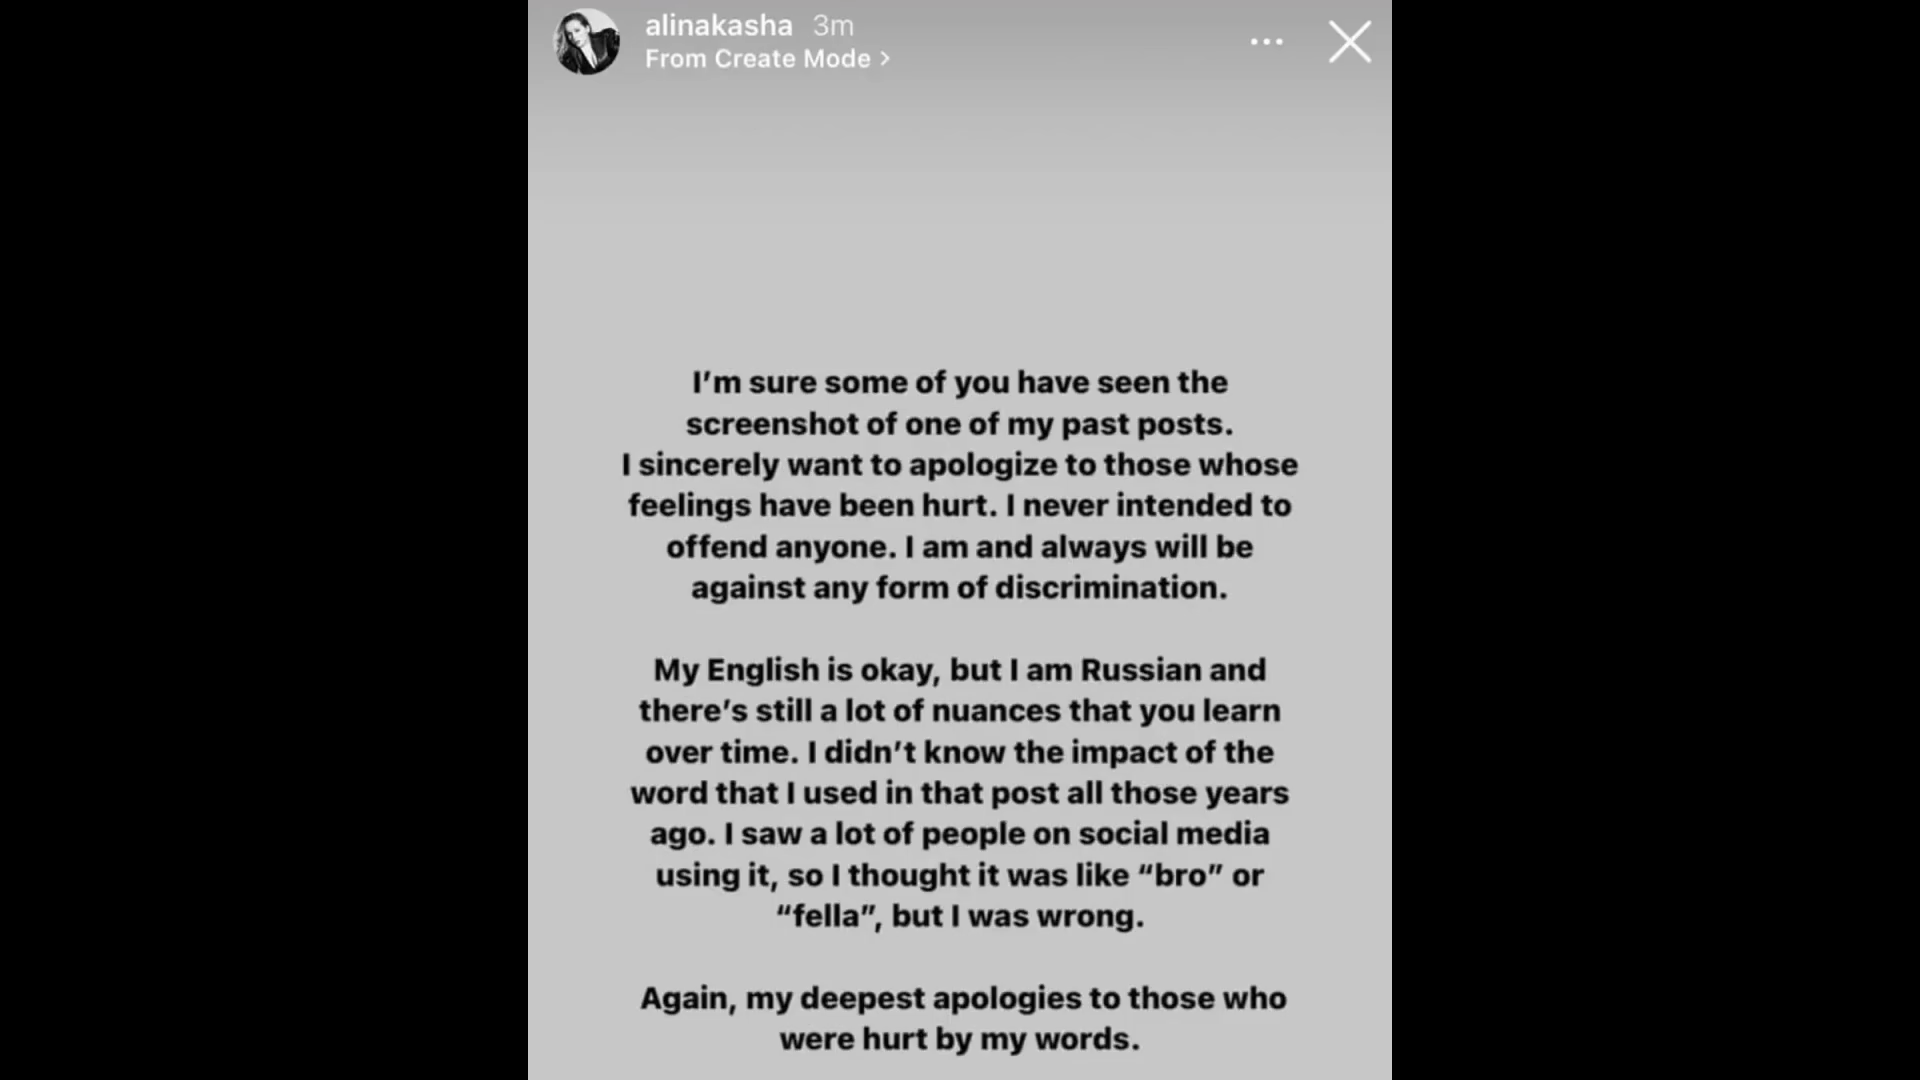 alinakasha 3m
From Create Mode >
I’m sure some of you have seen the
screenshot of one of my past posts.
I sincerely want to apologize to those whose
feelings have been hurt. I never intended to
offend anyone. I am and always will be
against any form of discrimination.
My English is okay, but I am Russian and
there’s still a lot of nuances that you learn
over time. I didn’t know the impact of the
word that I used in that post all those years
ago. I saw a lot of people on social media
using it, so I thought it was like “bro” or
“fella”, but I was wrong.
Again, my deepest apologies to those who
were hurt by my words.